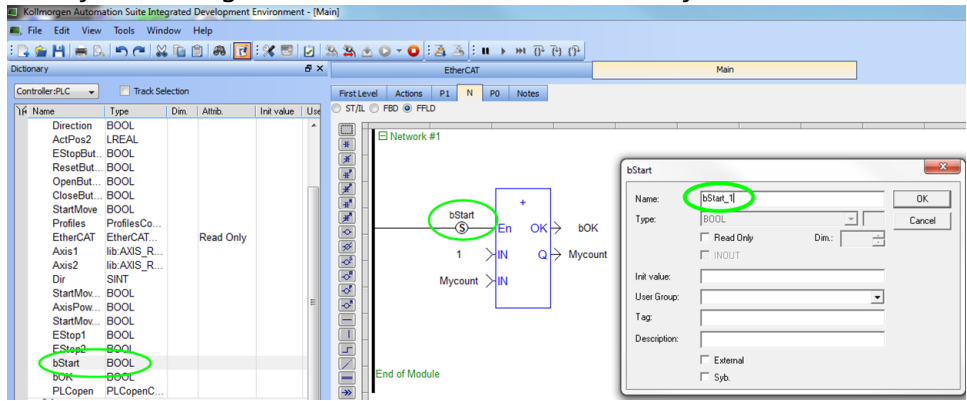 Kollmorgen Automation Suite Integrated Development Environment - [Main]
File Edit View Tools Window Help
Dictionary
EtherCAT
Main
Controller:PLC
Track Selection
First Level Actions P1 N P0 Notes
ST/IL FBD FFLD
Name Type Dim. Attrib. Init value Use
Direction BOOL
ActPos2 LREAL
EStopBut... BOOL
ResetBut... BOOL
OpenBut... BOOL
CloseBut... BOOL
StartMove BOOL
Profiles ProfilesCo...
EtherCAT EtherCAT... Read Only
Axis1 lib:AXIS_R...
Axis2 lib:AXIS_R...
Dir SINT
StartMov... BOOL
AxisPow... BOOL
StartMov... BOOL
EStop1 BOOL
EStop2 BOOL
bStart BOOL
bOK BOOL
PLCopen PLCopenC...
Network #1
bStart
S
+
En OK bOK
1 IN Q Mycount
Mycount IN
End of Module
bStart
Name: bStart_1 OK
Type: BOOL Cancel
Read Only Dim.:
INOUT
Init value:
User Group:
Tag:
Description:
External
Syb.